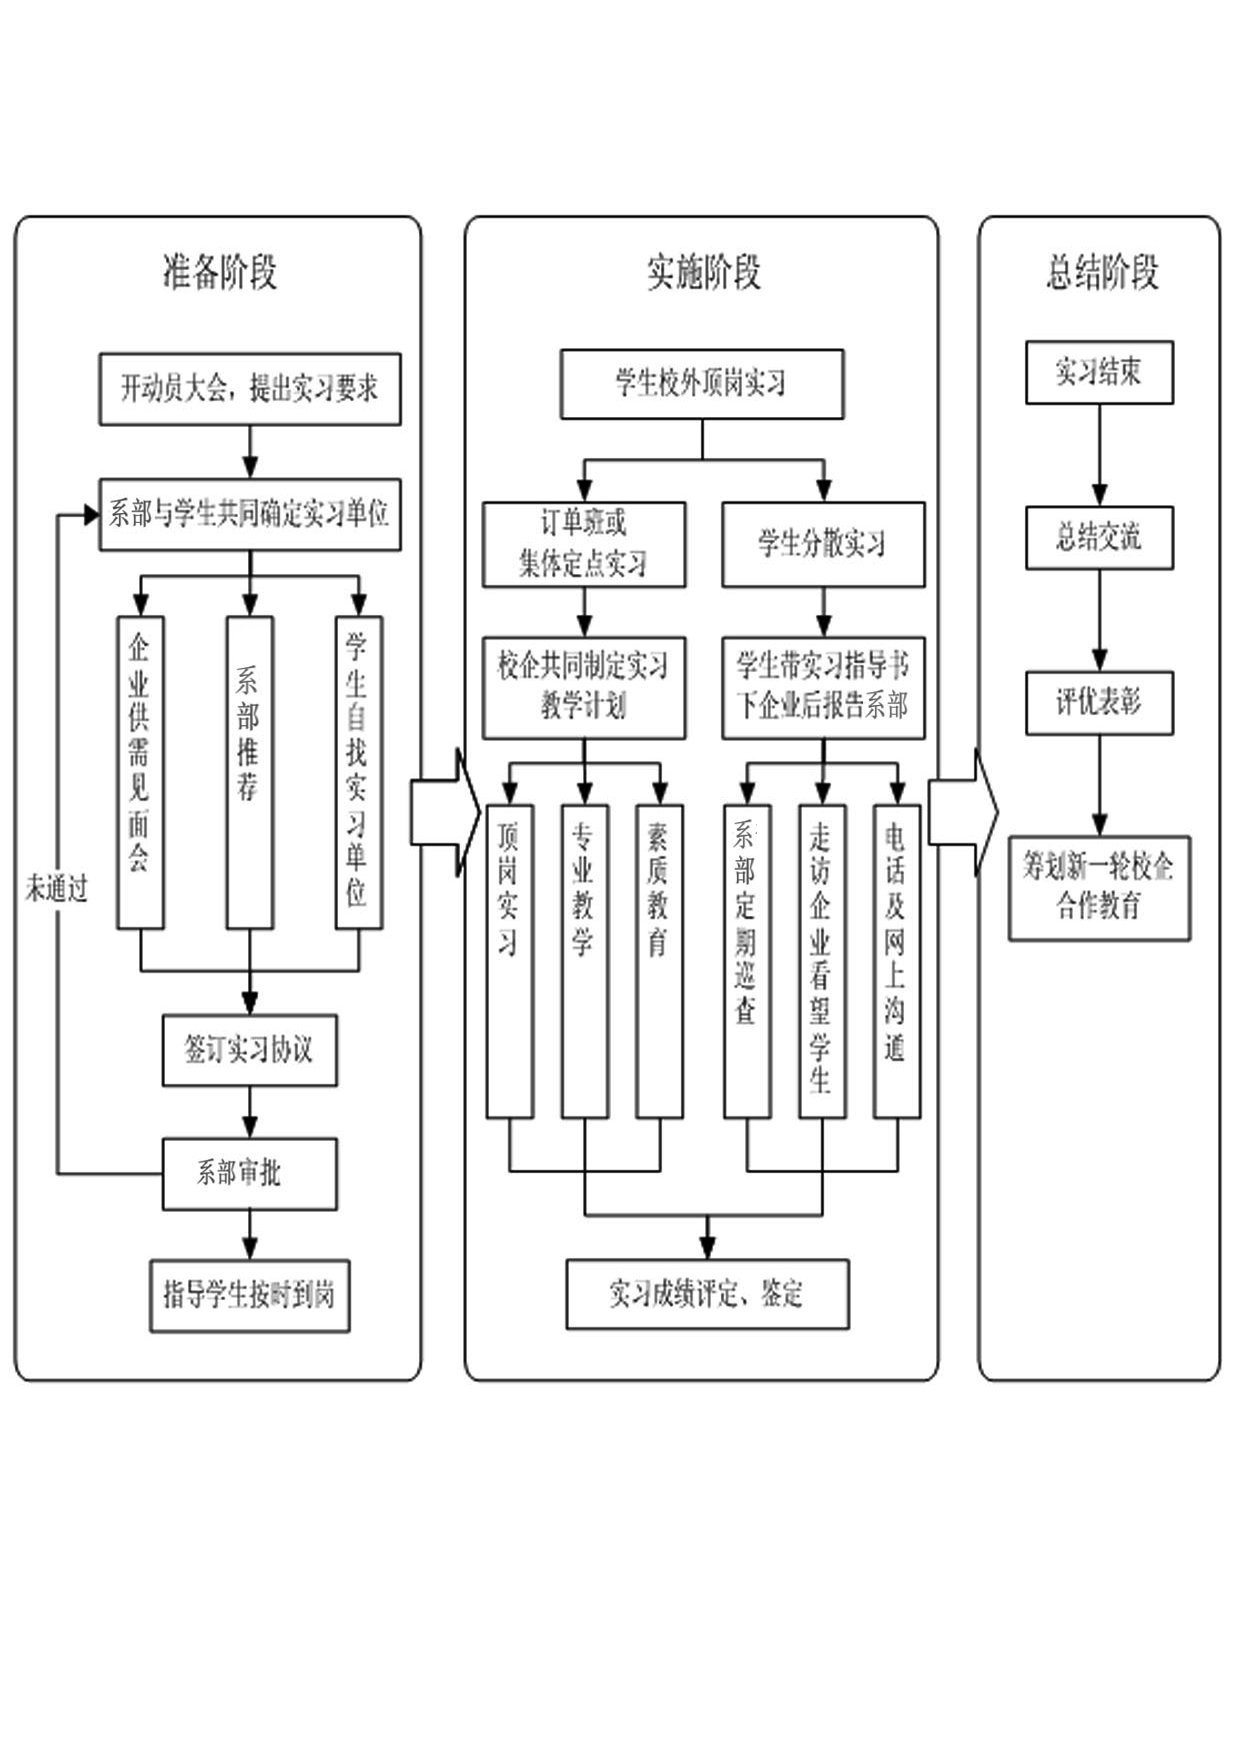 准备阶段
开动员大会，提出实习要求
系部与学生共同确定实习单位
企业供需见面会
系部推荐
学生自找实习单位
未通过
签订实习协议
系部审批
指导学生按时到岗
实施阶段
学生校外顶岗实习
订单班或
集体定点实习
学生分散实习
校企共同制定实习
教学计划
学生带实习指导书
下企业后报告系部
顶岗实习
专业教学
素质教育
系部定期巡查
走访企业看望学生
电话及网上沟通
实习成绩评定、鉴定
总结阶段
实习结束
总结交流
评优表彰
筹划新一轮校企
合作教育